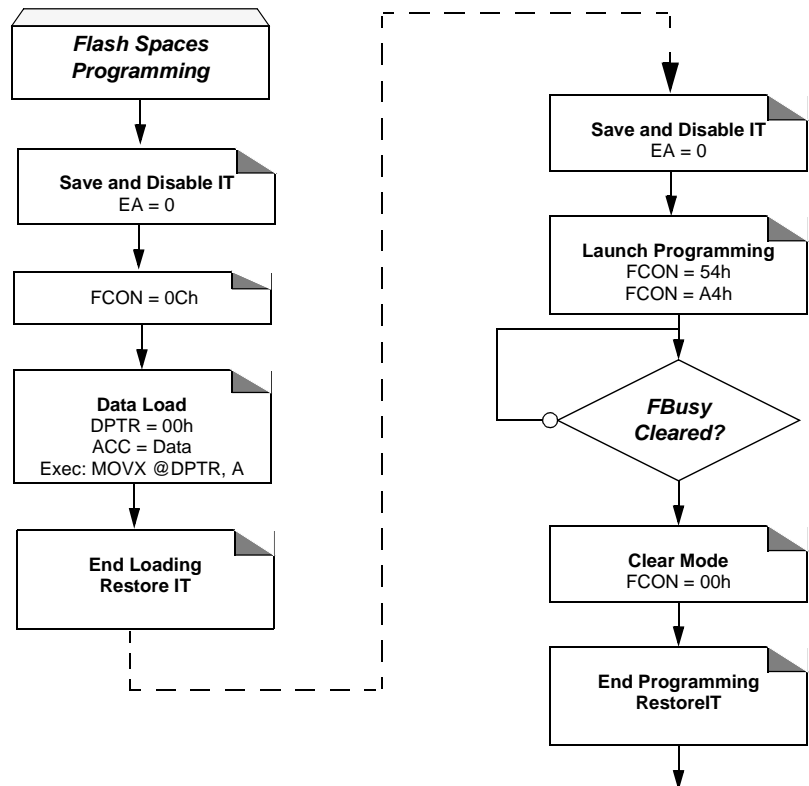 Flash Spaces
Programming
Save and Disable IT
EA = 0
FCON = 0Ch
Data Load
DPTR = 00h
ACC = Data
Exec: MOVX @DPTR, A
End Loading
Restore IT
Save and Disable IT
EA = 0
Launch Programming
FCON = 54h
FCON = A4h
FBusy
Cleared?
Clear Mode
FCON = 00h
End Programming
RestoreIT